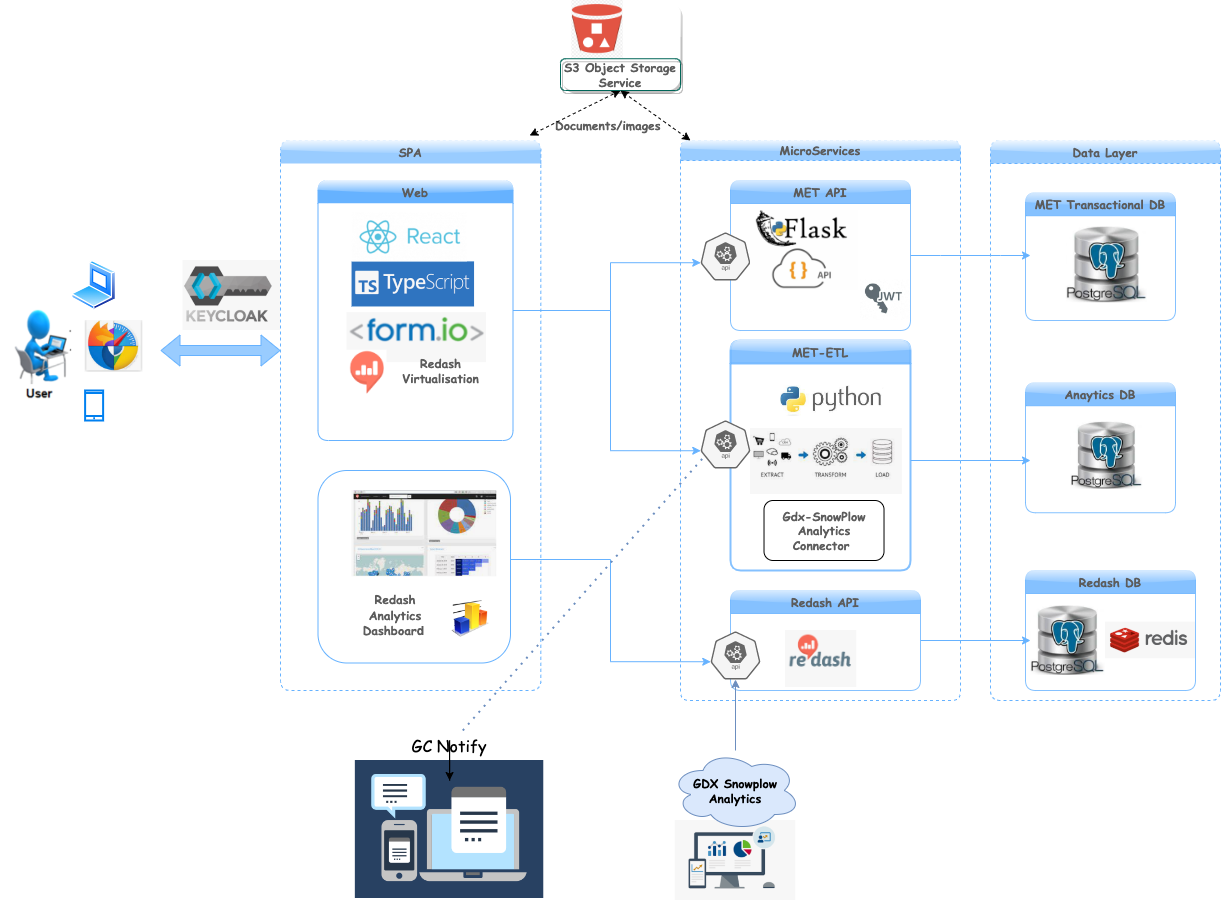 S3 Object Storage
Service
Documents/images
SPA
MicroServices
Data Layer
Web
React
TS TypeScript
<form.io>
Redash
Virtualisation
KEYCLOAK
User
MET API
Flask
API
JWT
api
MET Transactional DB
PostgreSQL
MET-ETL
python
api
EXTRACT
TRANSFORM
LOAD
Gdx-SnowPlow
Analytics
Connector
Anaytics DB
PostgreSQL
Redash
Analytics
Dashboard
Redash API
api
redash
Redash DB
PostgreSQL
redis
GC Notify
GDX Snowplow
Analytics